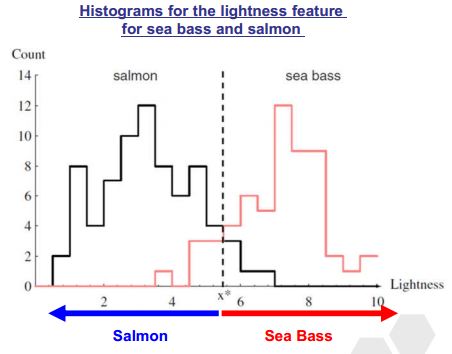 Histograms for the lightness feature
for sea bass and salmon
Count
salmon
sea bass
14
12
10
8
6
4
2
0
2
4
x*
6
8
10
Lightness
Salmon
Sea Bass